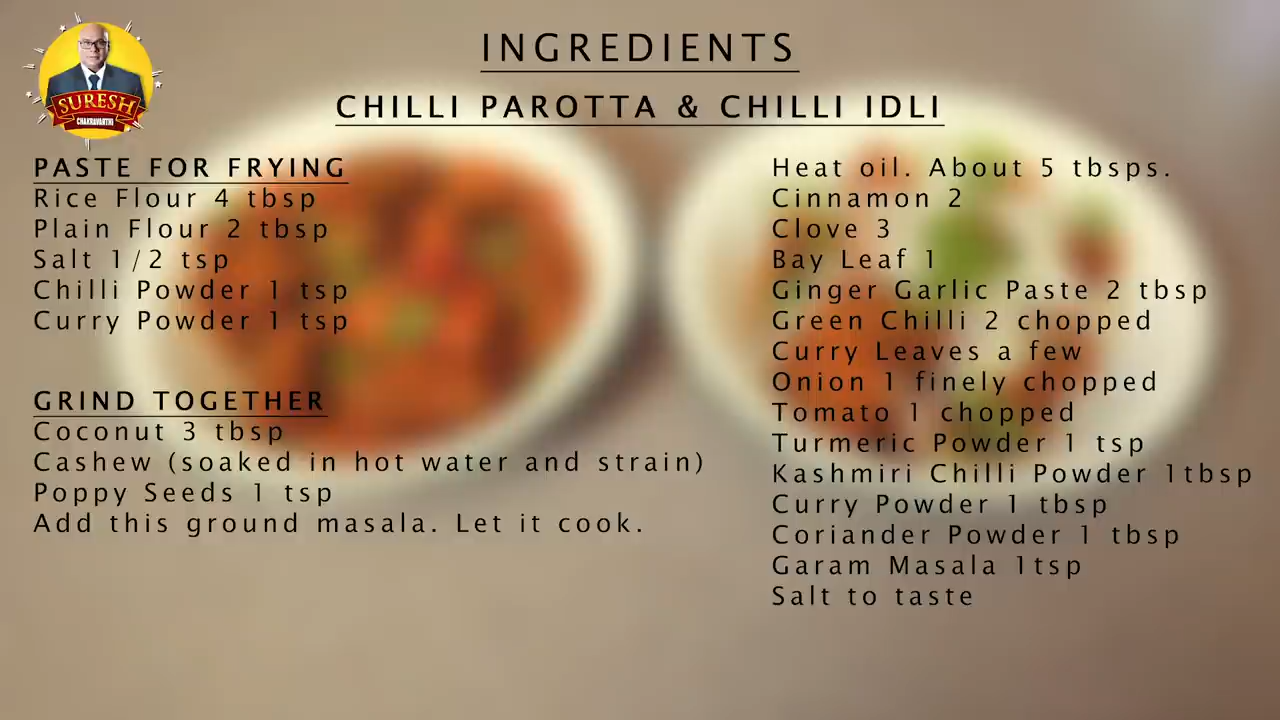 SURESH
CHAKRAVARTHI
INGREDIENTS
CHILLI PAROTTA & CHILLI IDLI
PASTE FOR FRYING
Rice Flour 4 tbsp
Plain Flour 2 tbsp
Salt 1/2 tsp
Chilli Powder 1 tsp
Curry Powder 1 tsp
GRIND TOGETHER
Coconut 3 tbsp
Cashew (soaked in hot water and strain)
Poppy Seeds 1 tsp
Add this ground masala. Let it cook.
Heat oil. About 5 tbsps.
Cinnamon 2
Clove 3
Bay Leaf 1
Ginger Garlic Paste 2 tbsp
Green Chilli 2 chopped
Curry Leaves a few
Onion 1 finely chopped
Tomato 1 chopped
Turmeric Powder 1 tsp
Kashmiri Chilli Powder 1tbsp
Curry Powder 1 tbsp
Coriander Powder 1 tbsp
Garam Masala 1tsp
Salt to taste